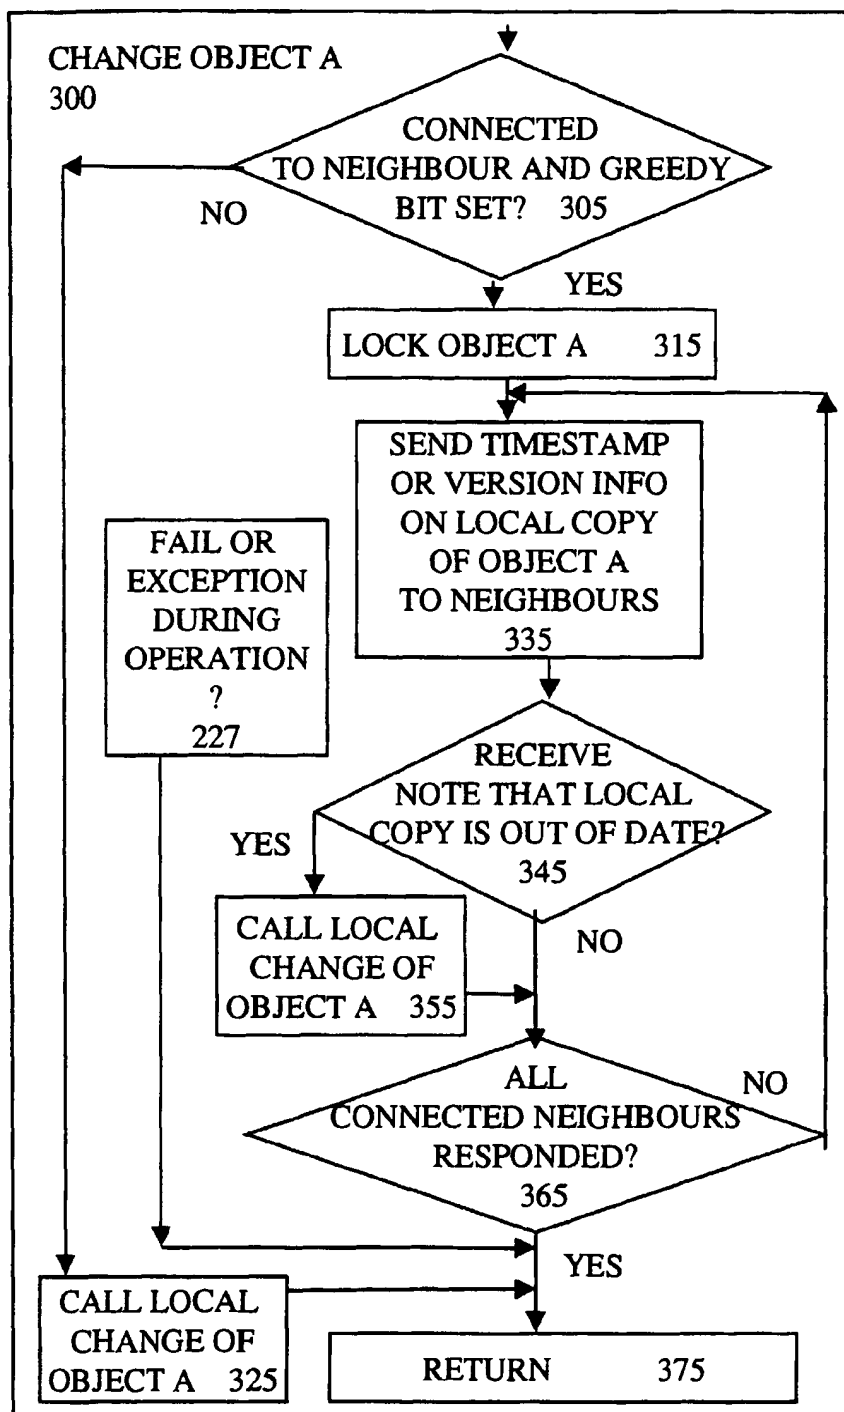 CHANGE OBJECT A
300
CONNECTED
TO NEIGHBOUR AND GREEDY
BIT SET? 305
NO
YES
LOCK OBJECT A 315
SEND TIMESTAMP
OR VERSION INFO
ON LOCAL COPY
OF OBJECT A
TO NEIGHBOURS
335
FAIL OR
EXCEPTION
DURING
OPERATION
?
227
RECEIVE
NOTE THAT LOCAL
COPY IS OUT OF DATE?
345
YES
NO
CALL LOCAL
CHANGE OF
OBJECT A 355
ALL
CONNECTED NEIGHBOURS
RESPONDED?
365
NO
YES
CALL LOCAL
CHANGE OF
OBJECT A 325
RETURN 375